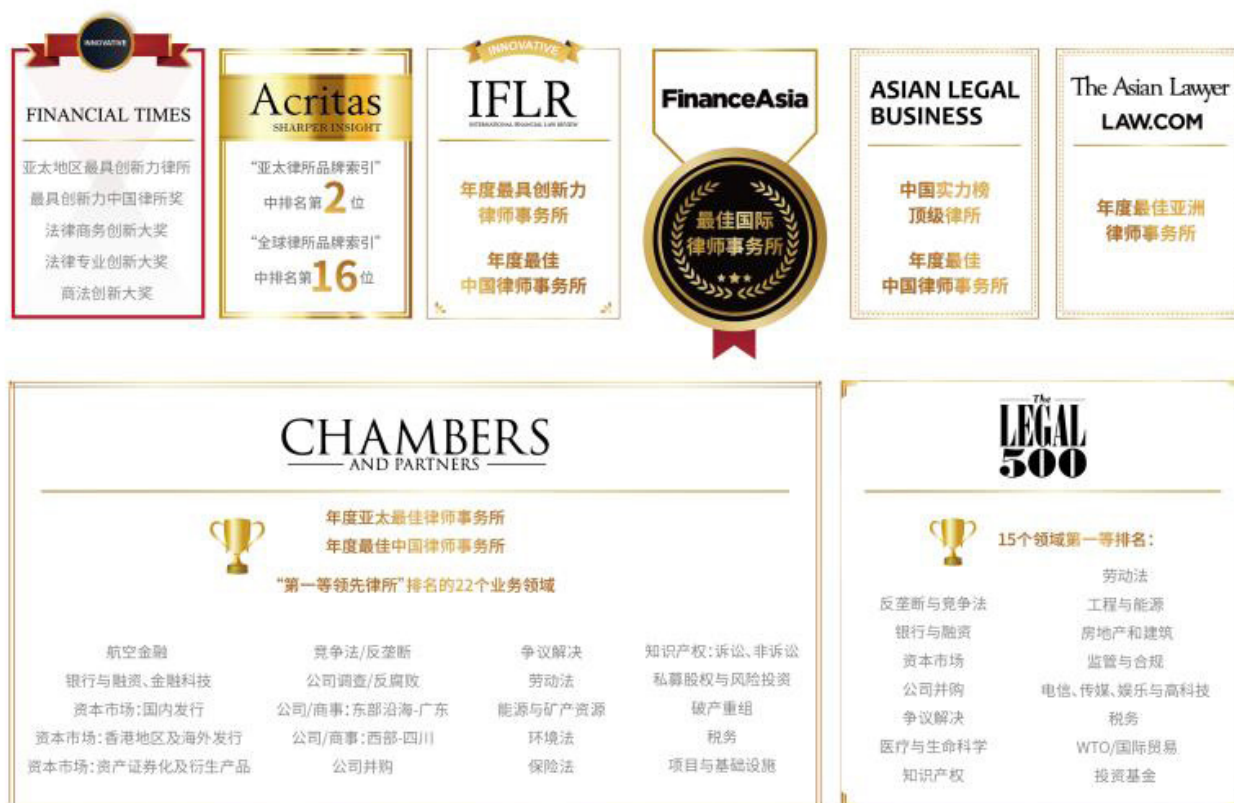 INNOVATIVE
FINANCIAL TIMES
亚太地区最具创新力律所
最具创新力中国律所奖
法律商务创新大奖
法律专业创新大奖
商法创新大奖
Acritas
SHARPER INSIGHT
“亚太律所品牌索引”
中排名第2位
“全球律所品牌索引”
中排名第16位
INNOVATIVE
IFLR
INTERNATIONAL FINANCIAL LAW REVIEW
年度最具创新力
律师事务所
年度最佳
中国律师事务所
FinanceAsia
最佳国际
律师事务所
ASIAN LEGAL
BUSINESS
中国实力榜
顶级律所
年度最佳
中国律师事务所
The Asian Lawyer
LAW.COM
年度最佳亚洲
律师事务所
CHAMBERS
AND PARTNERS
年度亚太最佳律师事务所
年度最佳中国律师事务所
“第一等领先律所”排名的22个业务领域
航空金融
银行与融资、金融科技
资本市场:国内发行
资本市场:香港地区及海外发行
资本市场:资产证券化及衍生产品
竞争法/反垄断
公司调查/反腐败
公司/商事:东部沿海-广东
公司/商事:西部-四川
公司并购
争议解决
劳动法
能源与矿产资源
环境法
保险法
知识产权:诉讼、非诉讼
私募股权与风险投资
破产重组
税务
项目与基础设施
The
LEGAL
500
15个领域第一等排名:
反垄断与竞争法
银行与融资
资本市场
公司并购
争议解决
医疗与生命科学
知识产权
劳动法
工程与能源
房地产和建筑
监管与合规
电信、传媒、娱乐与高科技
税务
WTO/国际贸易
投资基金